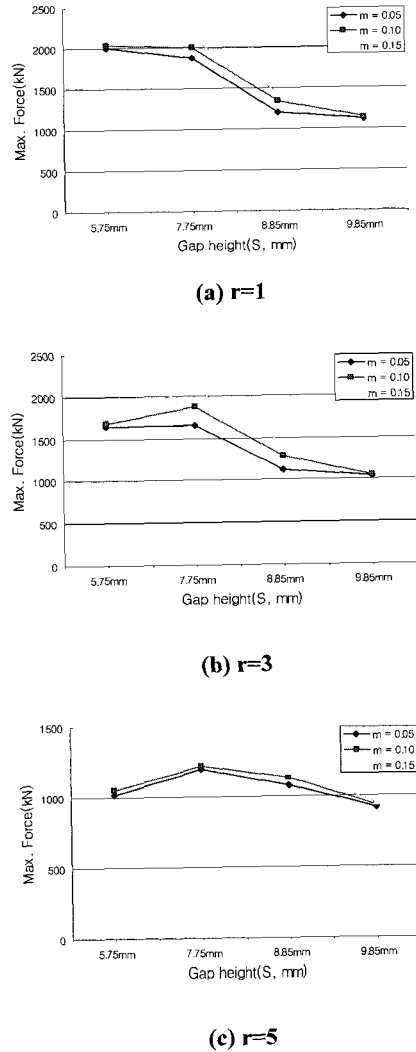 m = 0.05
m = 0.10
m = 0.15
2500
2000
1500
1000
500
0
Max. Force(kN)
5.75mm 7.75mm 8.85mm 9.85mm
Gap height(S, mm)
(a) r=1
m = 0.05
m = 0.10
m = 0.15
2500
2000
1500
1000
500
0
Max. Force(kN)
5.75mm 7.75mm 8.85mm 9.85mm
Gap height(S, mm)
(b) r=3
m = 0.05
m = 0.10
m = 0.15
1500
1000
500
0
Max. Force(kN)
5.75mm 7.75mm 8.85mm 9.85mm
Gap height(S, mm)
(c) r=5